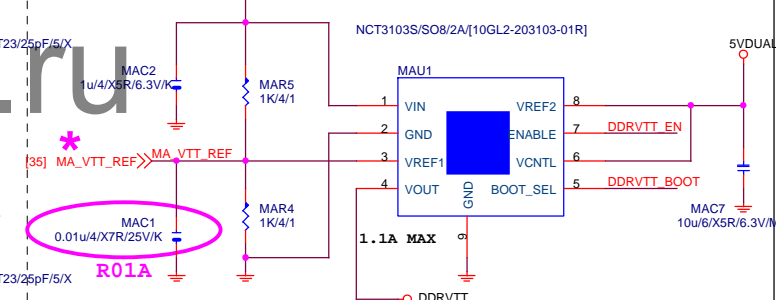 NCT3103S/SO8/2A/[10GL2-203103-01R]
T23/25pF/5/X
5VDUAL
.ru
MAC2
1u/4/X5R/6.3V/K
MAR5
1K/4/1
MAU1
1 VIN
VREF2 8
2 GND
ENABLE 7
DDRVTT_EN
*
[35] MA_VTT_REF
MA_VTT_REF
3 VREF1
VCNTL 6
4 VOUT
BOOT_SEL 5
DDRVTT_BOOT
GND
9
MAR4
1K/4/1
MAC7
10u/6/X5R/6.3V/M
MAC1
0.01u/4/X7R/25V/K
1.1A MAX
R01A
T23/25pF/5/X
DDRVTT